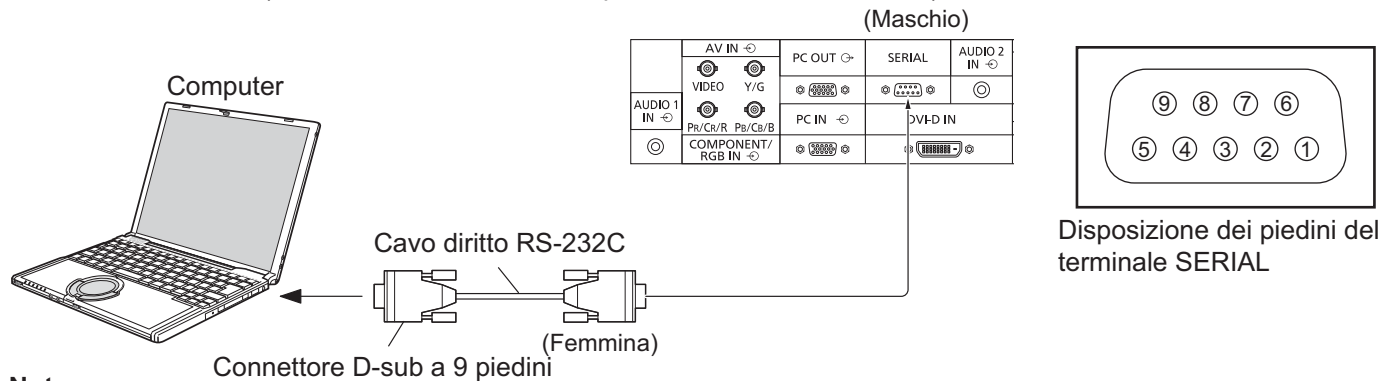 (Maschio)
AV IN
PC OUT
SERIAL
AUDIO 2
IN
VIDEO
Y/G
AUDIO 1
IN
PR/CR/R
PB/CB/B
PC IN
DVI-D IN
COMPONENT/
RGB IN
Computer
9 8 7 6
5 4 3 2 1
Disposizione dei piedini del
terminale SERIAL
Cavo diritto RS-232C
(Femmina)
Connettore D-sub a 9 piedini